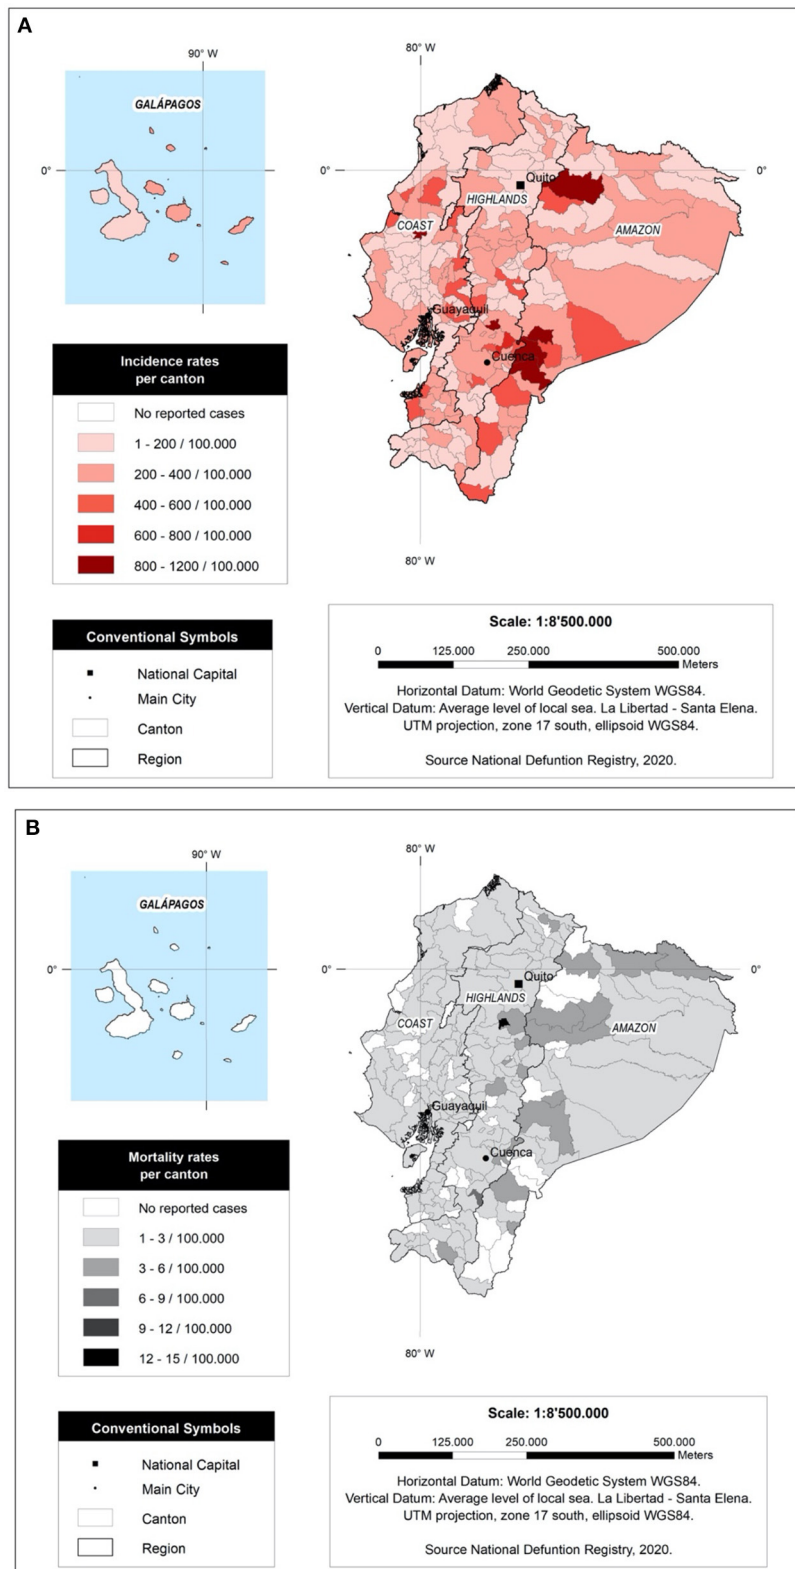 A
90° W
GALÁPAGOS
0°
80° W
0°
0°
Quito
HIGHLANDS
COAST
AMAZON
Guayaquil
Cuenca
80° W
Incidence rates
per canton
No reported cases
1 - 200 / 100.000
200 - 400 / 100.000
400 - 600 / 100.000
600 - 800 / 100.000
800 - 1200 / 100.000
Conventional Symbols
National Capital
Main City
Canton
Region
Scale: 1:8'500.000
0 125.000 250.000 500.000
Meters
Horizontal Datum: World Geodetic System WGS84.
Vertical Datum: Average level of local sea. La Libertad - Santa Elena.
UTM projection, zone 17 south, ellipsoid WGS84.
Source National Defuntion Registry, 2020.
B
90° W
GALÁPAGOS
0°
80° W
0°
0°
Quito
HIGHLANDS
COAST
AMAZON
Guayaquil
Cuenca
80° W
Mortality rates
per canton
No reported cases
1 - 3 / 100.000
3 - 6 / 100.000
6 - 9 / 100.000
9 - 12 / 100.000
12 - 15 / 100.000
Conventional Symbols
National Capital
Main City
Canton
Region
Scale: 1:8'500.000
0 125.000 250.000 500.000
Meters
Horizontal Datum: World Geodetic System WGS84.
Vertical Datum: Average level of local sea. La Libertad - Santa Elena.
UTM projection, zone 17 south, ellipsoid WGS84.
Source National Defuntion Registry, 2020.